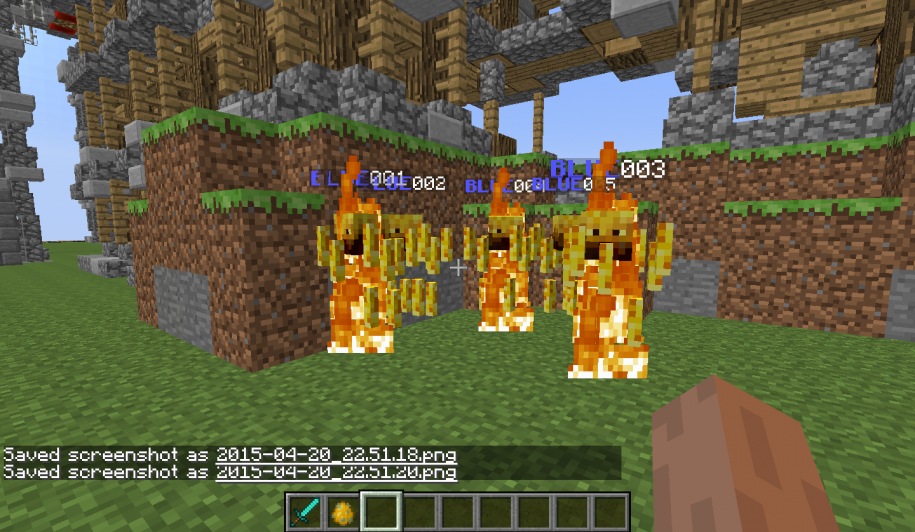 BLUE003
BLUE001
BLUE002
Saved screenshot as 2015-04-20_22.51.18.png
Saved screenshot as 2015-04-20_22.51.20.png